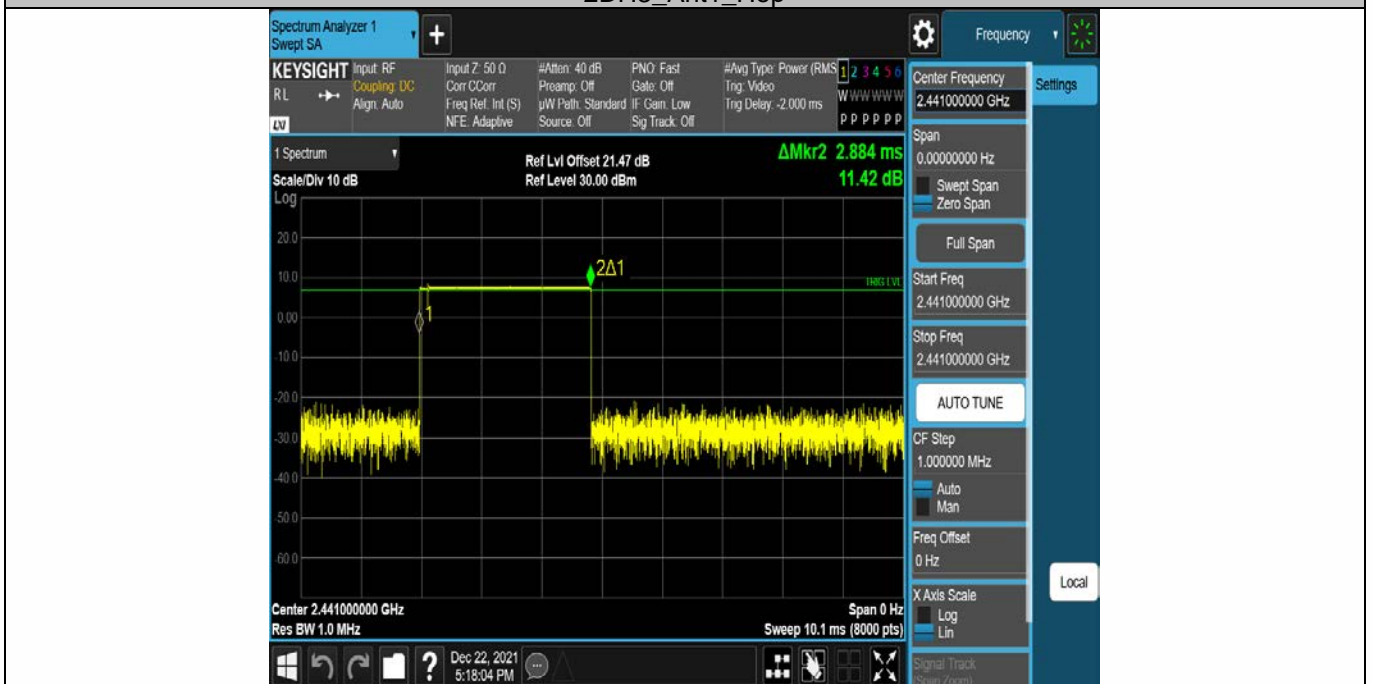 Spectrum Analyzer 1
Swept SA
Frequency
KEYSIGHT
RL
LXI
Input: RF
Coupling: DC
Align: Auto
Input Z: 50 Ω
Corr CCorr
Freq Ref: Int (S)
NFE: Adaptive
#Atten: 40 dB
Preamp: Off
µW Path: Standard
Source: Off
PNO: Fast
Gate: Off
IF Gain: Low
Sig Track: Off
#Avg Type: Power (RMS
Trig: Video
Trig Delay: -2.000 ms
1 2 3 4 5 6
W W W W W W
P P P P P P
1 Spectrum
Scale/Div 10 dB
Log
Ref Lvl Offset 21.47 dB
Ref Level 30.00 dBm
ΔMkr2 2.884 ms
11.42 dB
20.0
10.0
0.00
-10.0
-20.0
-30.0
-40.0
-50.0
-60.0
2Δ1
1
TRIG LVL
Center 2.441000000 GHz
Res BW 1.0 MHz
Span 0 Hz
Sweep 10.1 ms (8000 pts)
Dec 22, 2021
5:18:04 PM
Center Frequency
2.441000000 GHz
Settings
Span
0.00000000 Hz
Swept Span
Zero Span
Full Span
Start Freq
2.441000000 GHz
Stop Freq
2.441000000 GHz
AUTO TUNE
CF Step
1.000000 MHz
Auto
Man
Freq Offset
0 Hz
X Axis Scale
Log
Lin
Local
Signal Track
(Span Zoom)